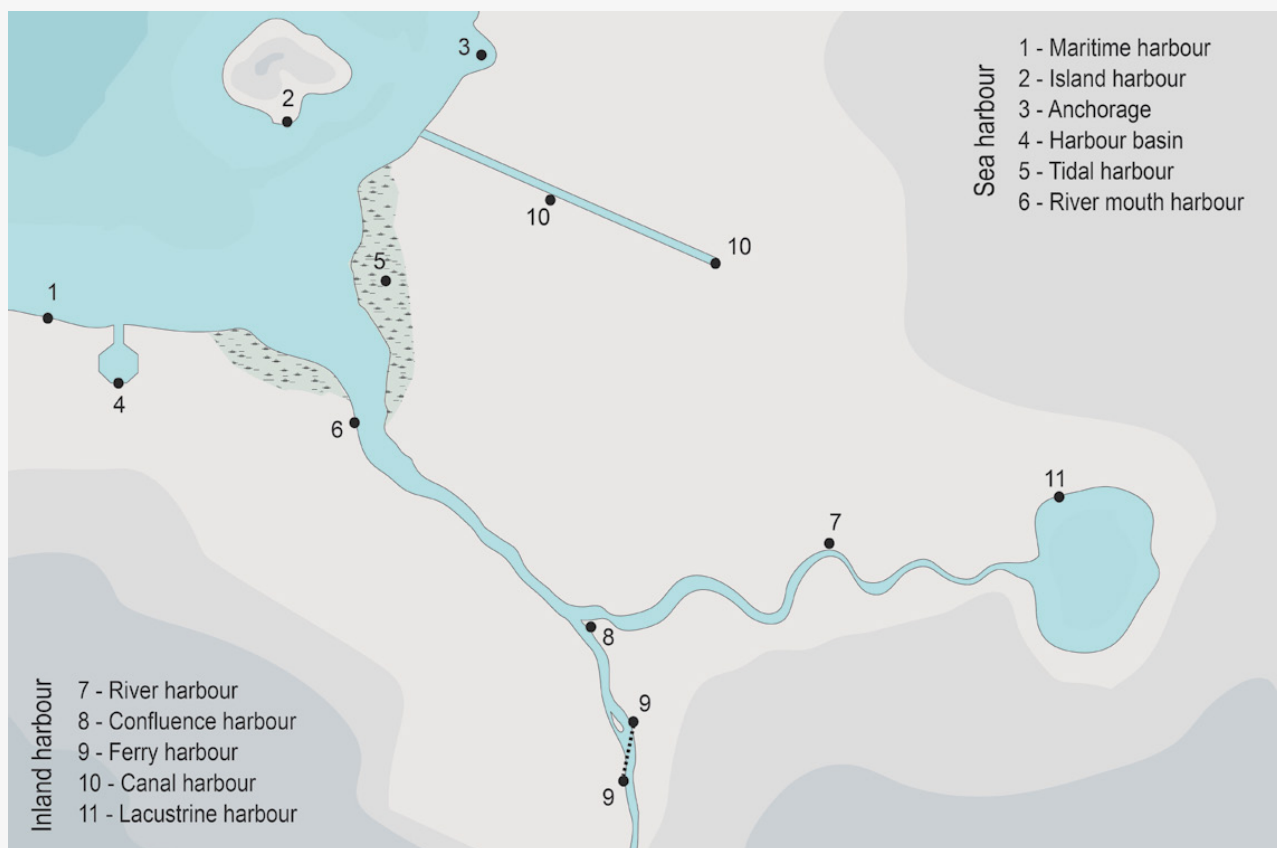 3
2
1 - Maritime harbour
2 - Island harbour
3 - Anchorage
4 - Harbour basin
5 - Tidal harbour
6 - River mouth harbour
Sea harbour
10
10
5
1
4
6
11
7
8
9
9
Inland harbour
7 - River harbour
8 - Confluence harbour
9 - Ferry harbour
10 - Canal harbour
11 - Lacustrine harbour